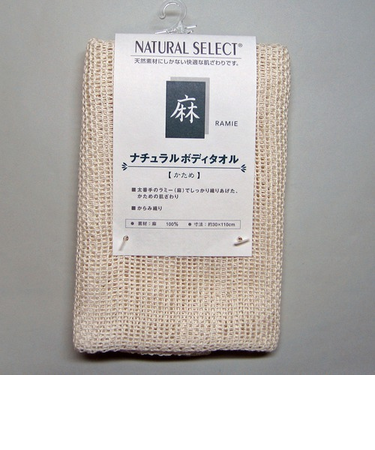 NATURAL SELECT®
天然素材にしかない快適な肌ざわりです。
麻
RAMIE
ナチュラルボディタオル
【かため】
■太番手のラミー(麻)でしっかり織りあげた、
かための肌ざわり
■からみ織り
●素材:麻 100% ●寸法:約30×110cm